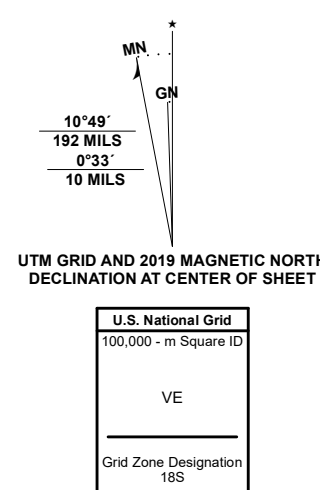 ★
MN
GN
10°49´
192 MILS
0°33´
10 MILS
UTM GRID AND 2019 MAGNETIC NORTH
DECLINATION AT CENTER OF SHEET
U.S. National Grid
100,000 - m Square ID
VE
Grid Zone Designation
18S